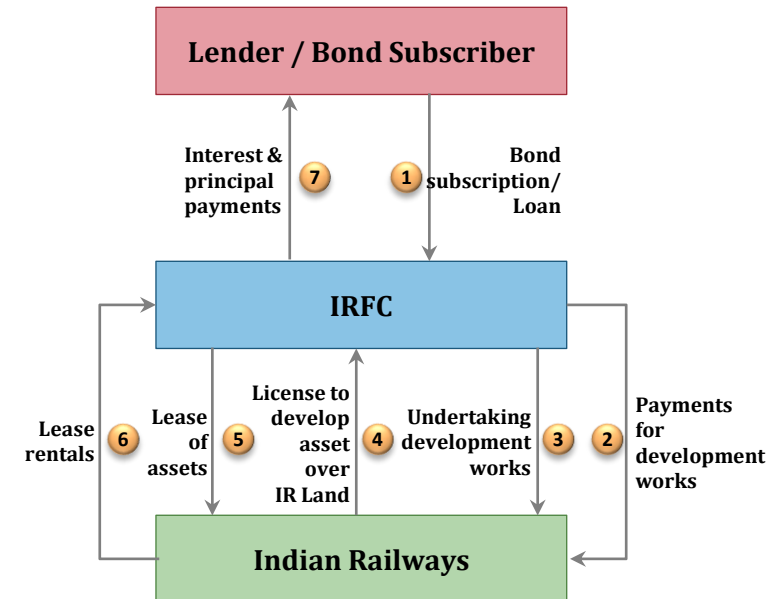 Lender / Bond Subscriber
Interest &
principal
payments
7
1
Bond
subscription/
Loan
IRFC
Lease
rentals
6
Lease
of
assets
5
License to
develop
asset
over
IR Land
4
Undertaking
development
works
3
2
Payments
for
development
works
Indian Railways